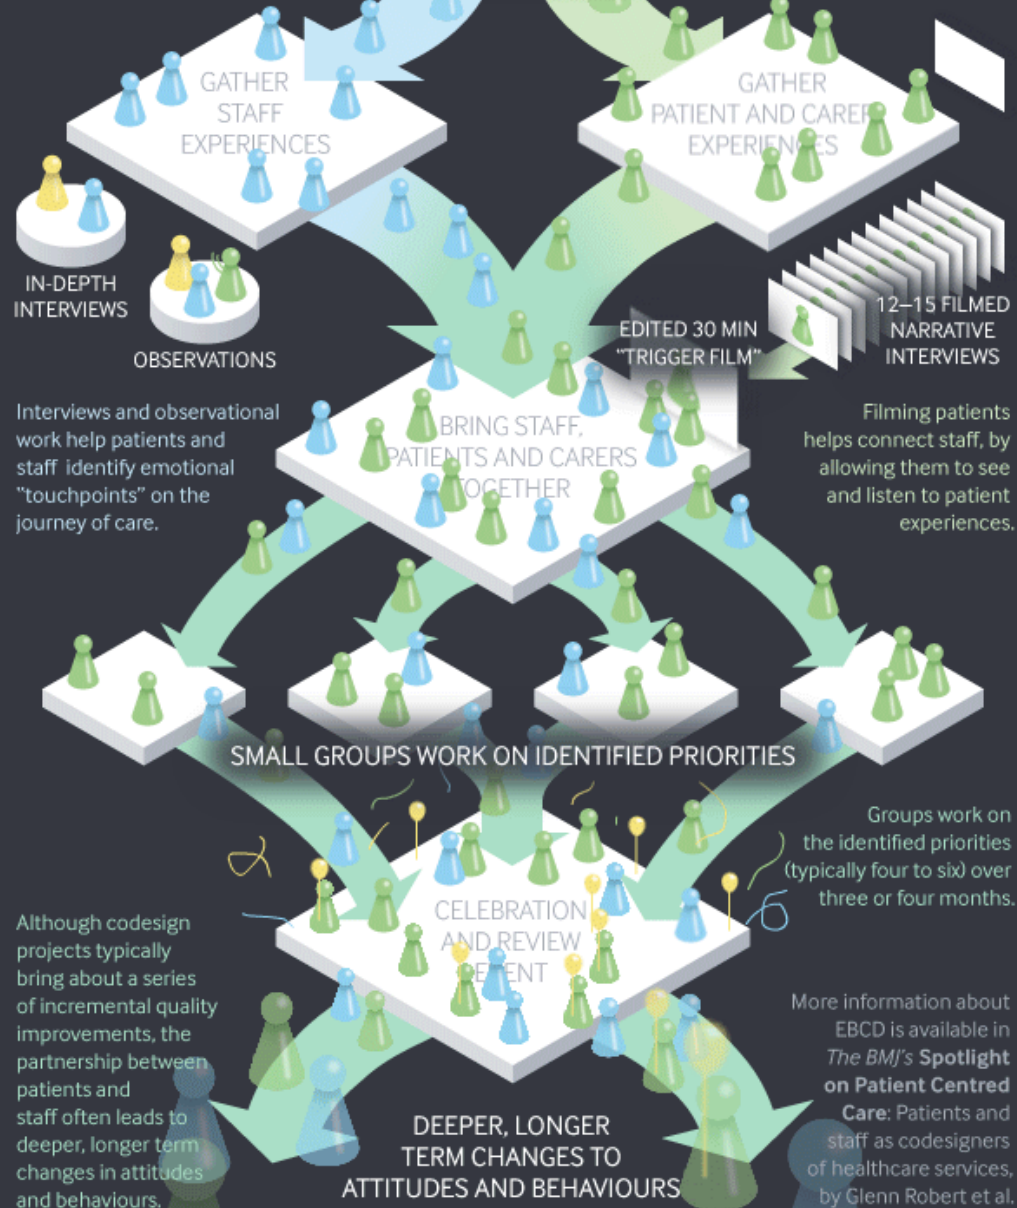 GATHER
STAFF
EXPERIENCES
GATHER
PATIENT AND CARER
EXPERIENCES
IN-DEPTH
INTERVIEWS
OBSERVATIONS
EDITED 30 MIN
"TRIGGER FILM"
12–15 FILMED
NARRATIVE
INTERVIEWS
Interviews and observational
work help patients and
staff identify emotional
"touchpoints" on the
journey of care.
BRING STAFF,
PATIENTS AND CARERS
TOGETHER
Filming patients
helps connect staff, by
allowing them to see
and listen to patient
experiences.
SMALL GROUPS WORK ON IDENTIFIED PRIORITIES
Groups work on
the identified priorities
(typically four to six) over
three or four months.
CELEBRATION
AND REVIEW
EVENT
Although codesign
projects typically
bring about a series
of incremental quality
improvements, the
partnership between
patients and
staff often leads to
deeper, longer term
changes in attitudes
and behaviours.
DEEPER, LONGER
TERM CHANGES TO
ATTITUDES AND BEHAVIOURS
More information about
EBCD is available in
The BMJ's Spotlight
on Patient Centred
Care: Patients and
staff as codesigners
of healthcare services,
by Glenn Robert et al.